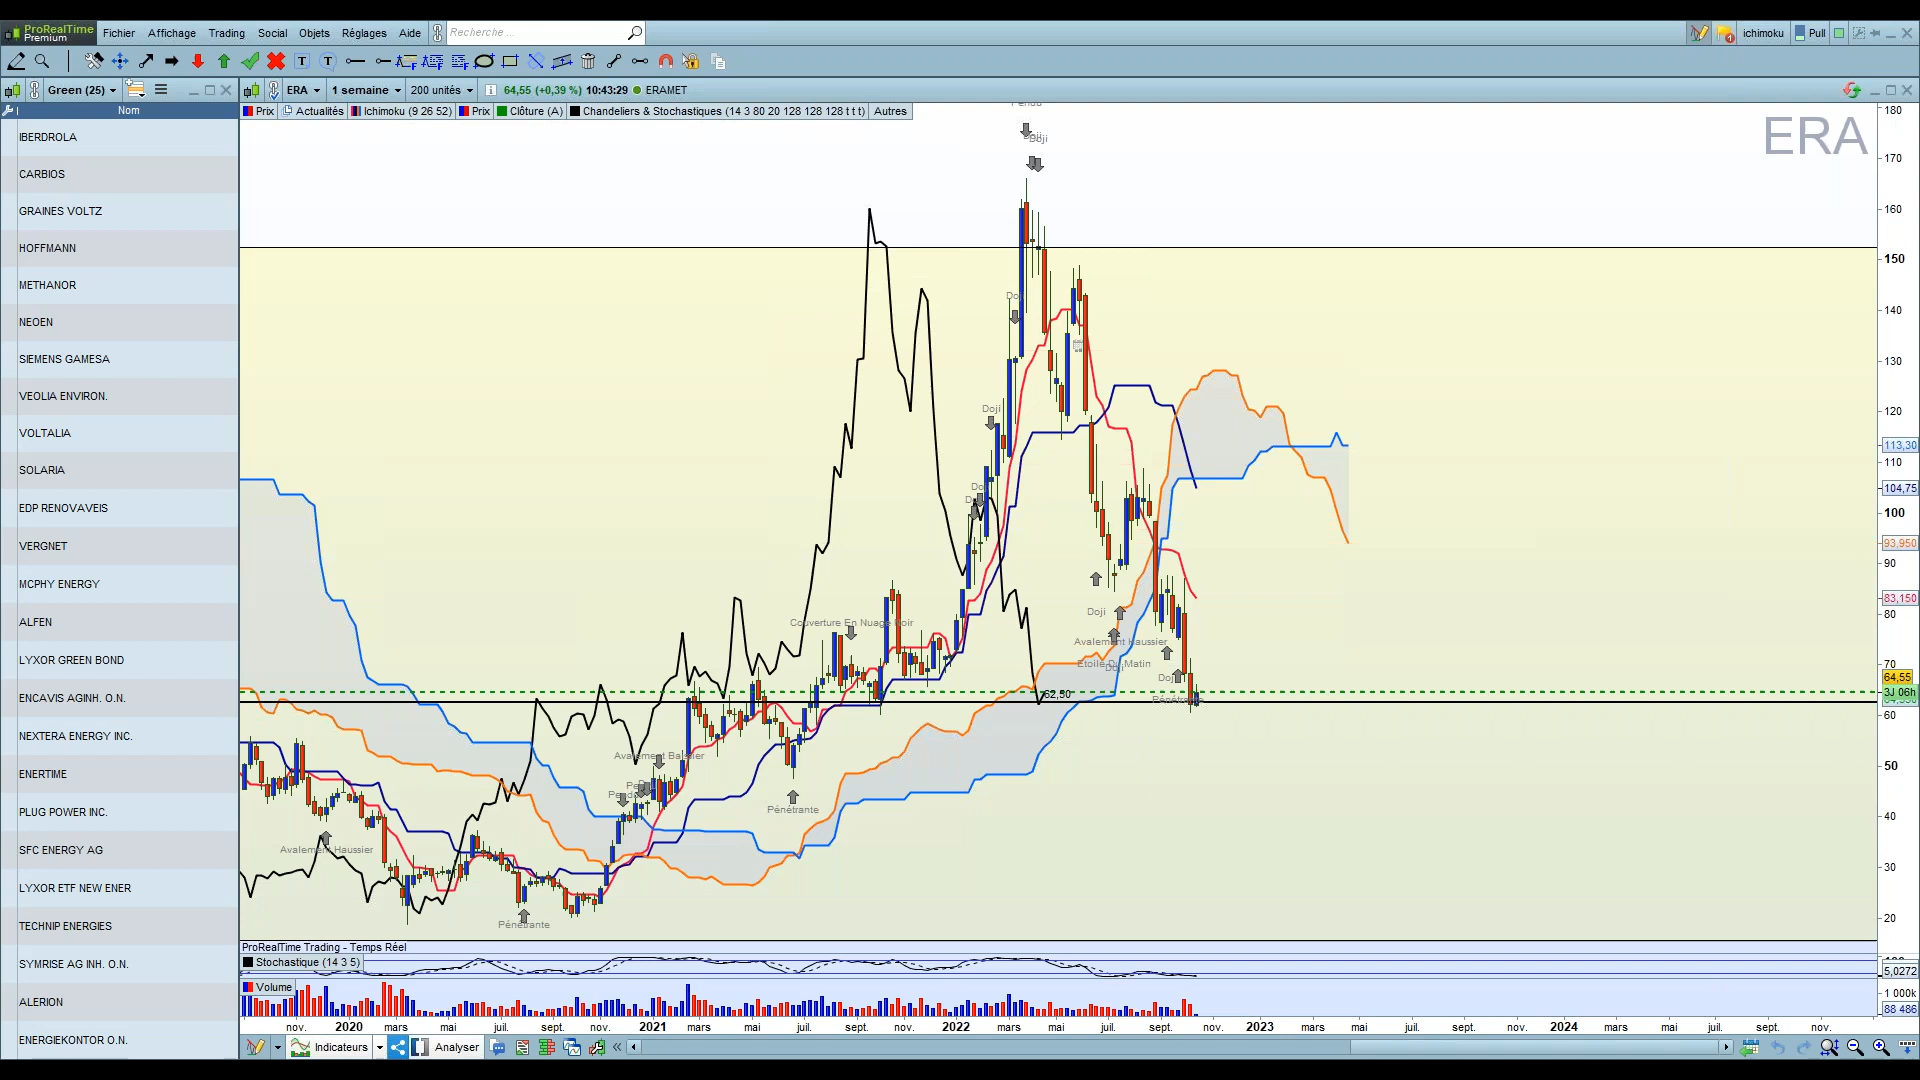 ProRealTime
Premium
Fichier Affichage Trading Social Objets Réglages Aide Recherche ... ichimoku Pull
Green (25) ERA 1 semaine 200 unités 64,55 (+0,39 %) 10:43:29 ERAMET
Nom
Prix Actualités Ichimoku (9 26 52) Prix Clôture (A) Chandeliers & Stochastiques (14 3 80 20 128 128 128 t t t) Autres
ERA
IBERDROLA
CARBIOS
GRAINES VOLTZ
HOFFMANN
METHANOR
NEOEN
SIEMENS GAMESA
VEOLIA ENVIRON.
VOLTALIA
SOLARIA
EDP RENOVAVEIS
VERGNET
MCPHY ENERGY
ALFEN
LYXOR GREEN BOND
ENCAVIS AGINH. O.N.
NEXTERA ENERGY INC.
ENERTIME
PLUG POWER INC.
SFC ENERGY AG
LYXOR ETF NEW ENER
TECHNIP ENERGIES
SYMRISE AG INH. O.N.
ALERION
ENERGIEKONTOR O.N.
Doji
Doji
Couverture En Nuage Noir
Doji
Avalement Haussier
Etoile Du Matin
62,50
Pénétrante
Pénétrante
Avalement Haussier
Pénétrante
180
170
160
150
140
130
120
113,30
110
104,75
100
93,950
90
83,150
80
70
64,55
3J 06h
60
50
40
30
20
ProRealTime Trading - Temps Réel
Stochastique (14 3 5)
5,0272
Volume
1 000k
88 486
nov. 2020 mars mai juil. sept. nov. 2021 mars mai juil. sept. nov. 2022 mars mai juil. sept. nov. 2023 mars mai juil. sept. nov. 2024 mars mai juil. sept. nov.
Indicateurs Analyser